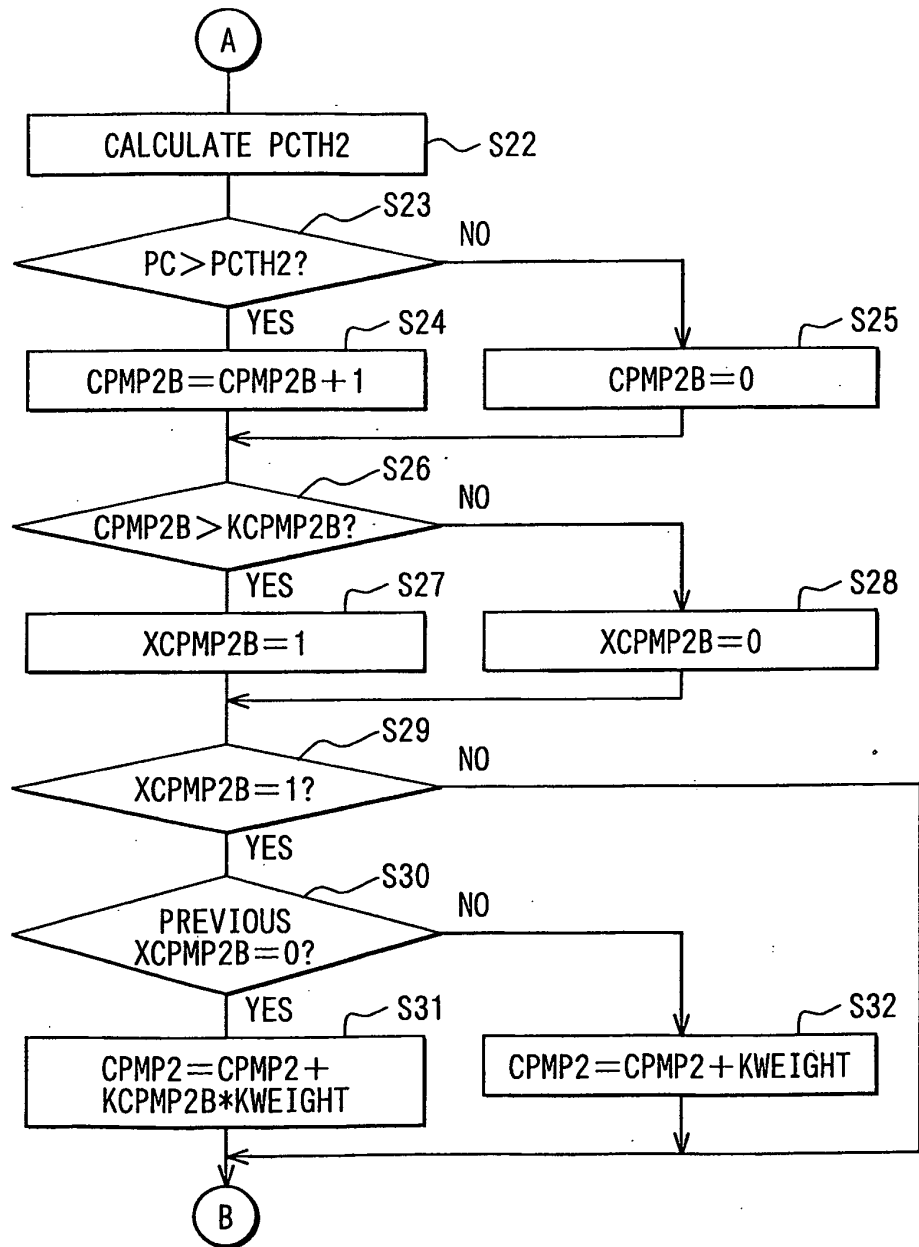 A
CALCULATE PCTH2
S22
S23
PC>PCTH2?
NO
YES
S24
CPMP2B=CPMP2B+1
S25
CPMP2B=0
S26
CPMP2B>KCPMP2B?
NO
YES
S27
XCPMP2B=1
S28
XCPMP2B=0
S29
XCPMP2B=1?
NO
YES
S30
PREVIOUS
XCPMP2B=0?
NO
YES
S31
CPMP2=CPMP2+
KCPMP2B*KWEIGHT
S32
CPMP2=CPMP2+KWEIGHT
B